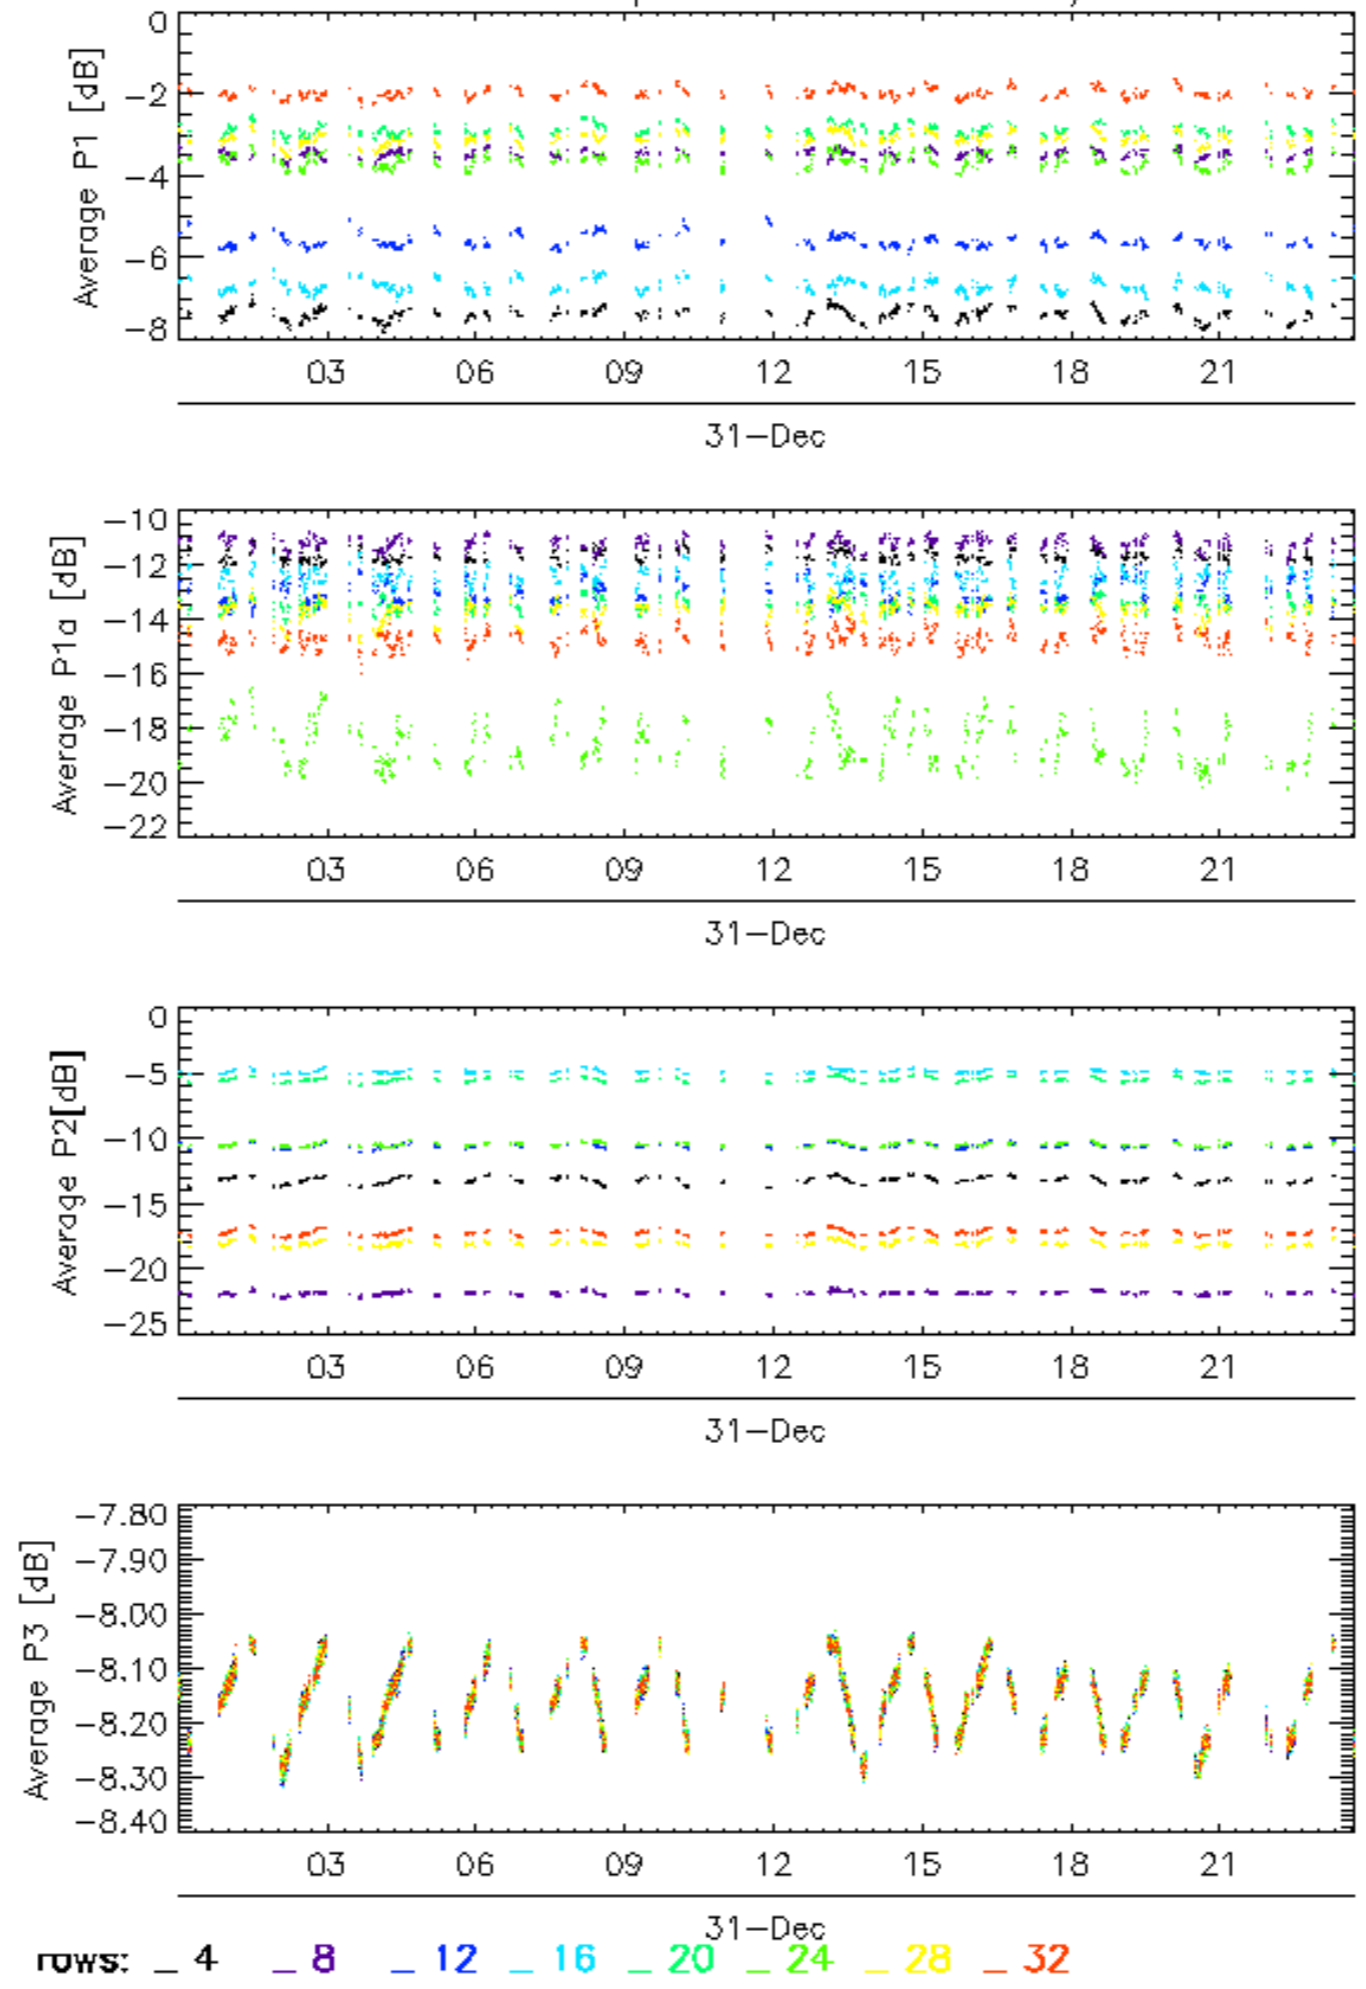 0
−2
−4
−6
−8
Average P1 [dB]
03 06 09 12 15 18 21
31−Dec
−10
−12
−14
−16
−18
−20
−22
Average P1a [dB]
03 06 09 12 15 18 21
31−Dec
0
−5
−10
−15
−20
−25
Average P2[dB]
03 06 09 12 15 18 21
31−Dec
−7.80
−7.90
−8.00
−8.10
−8.20
−8.30
−8.40
Average P3 [dB]
03 06 09 12 15 18 21
31−Dec
rows: _ 4 _ 8 _ 12 _ 16 _ 20 _ 24 _ 28 _ 32